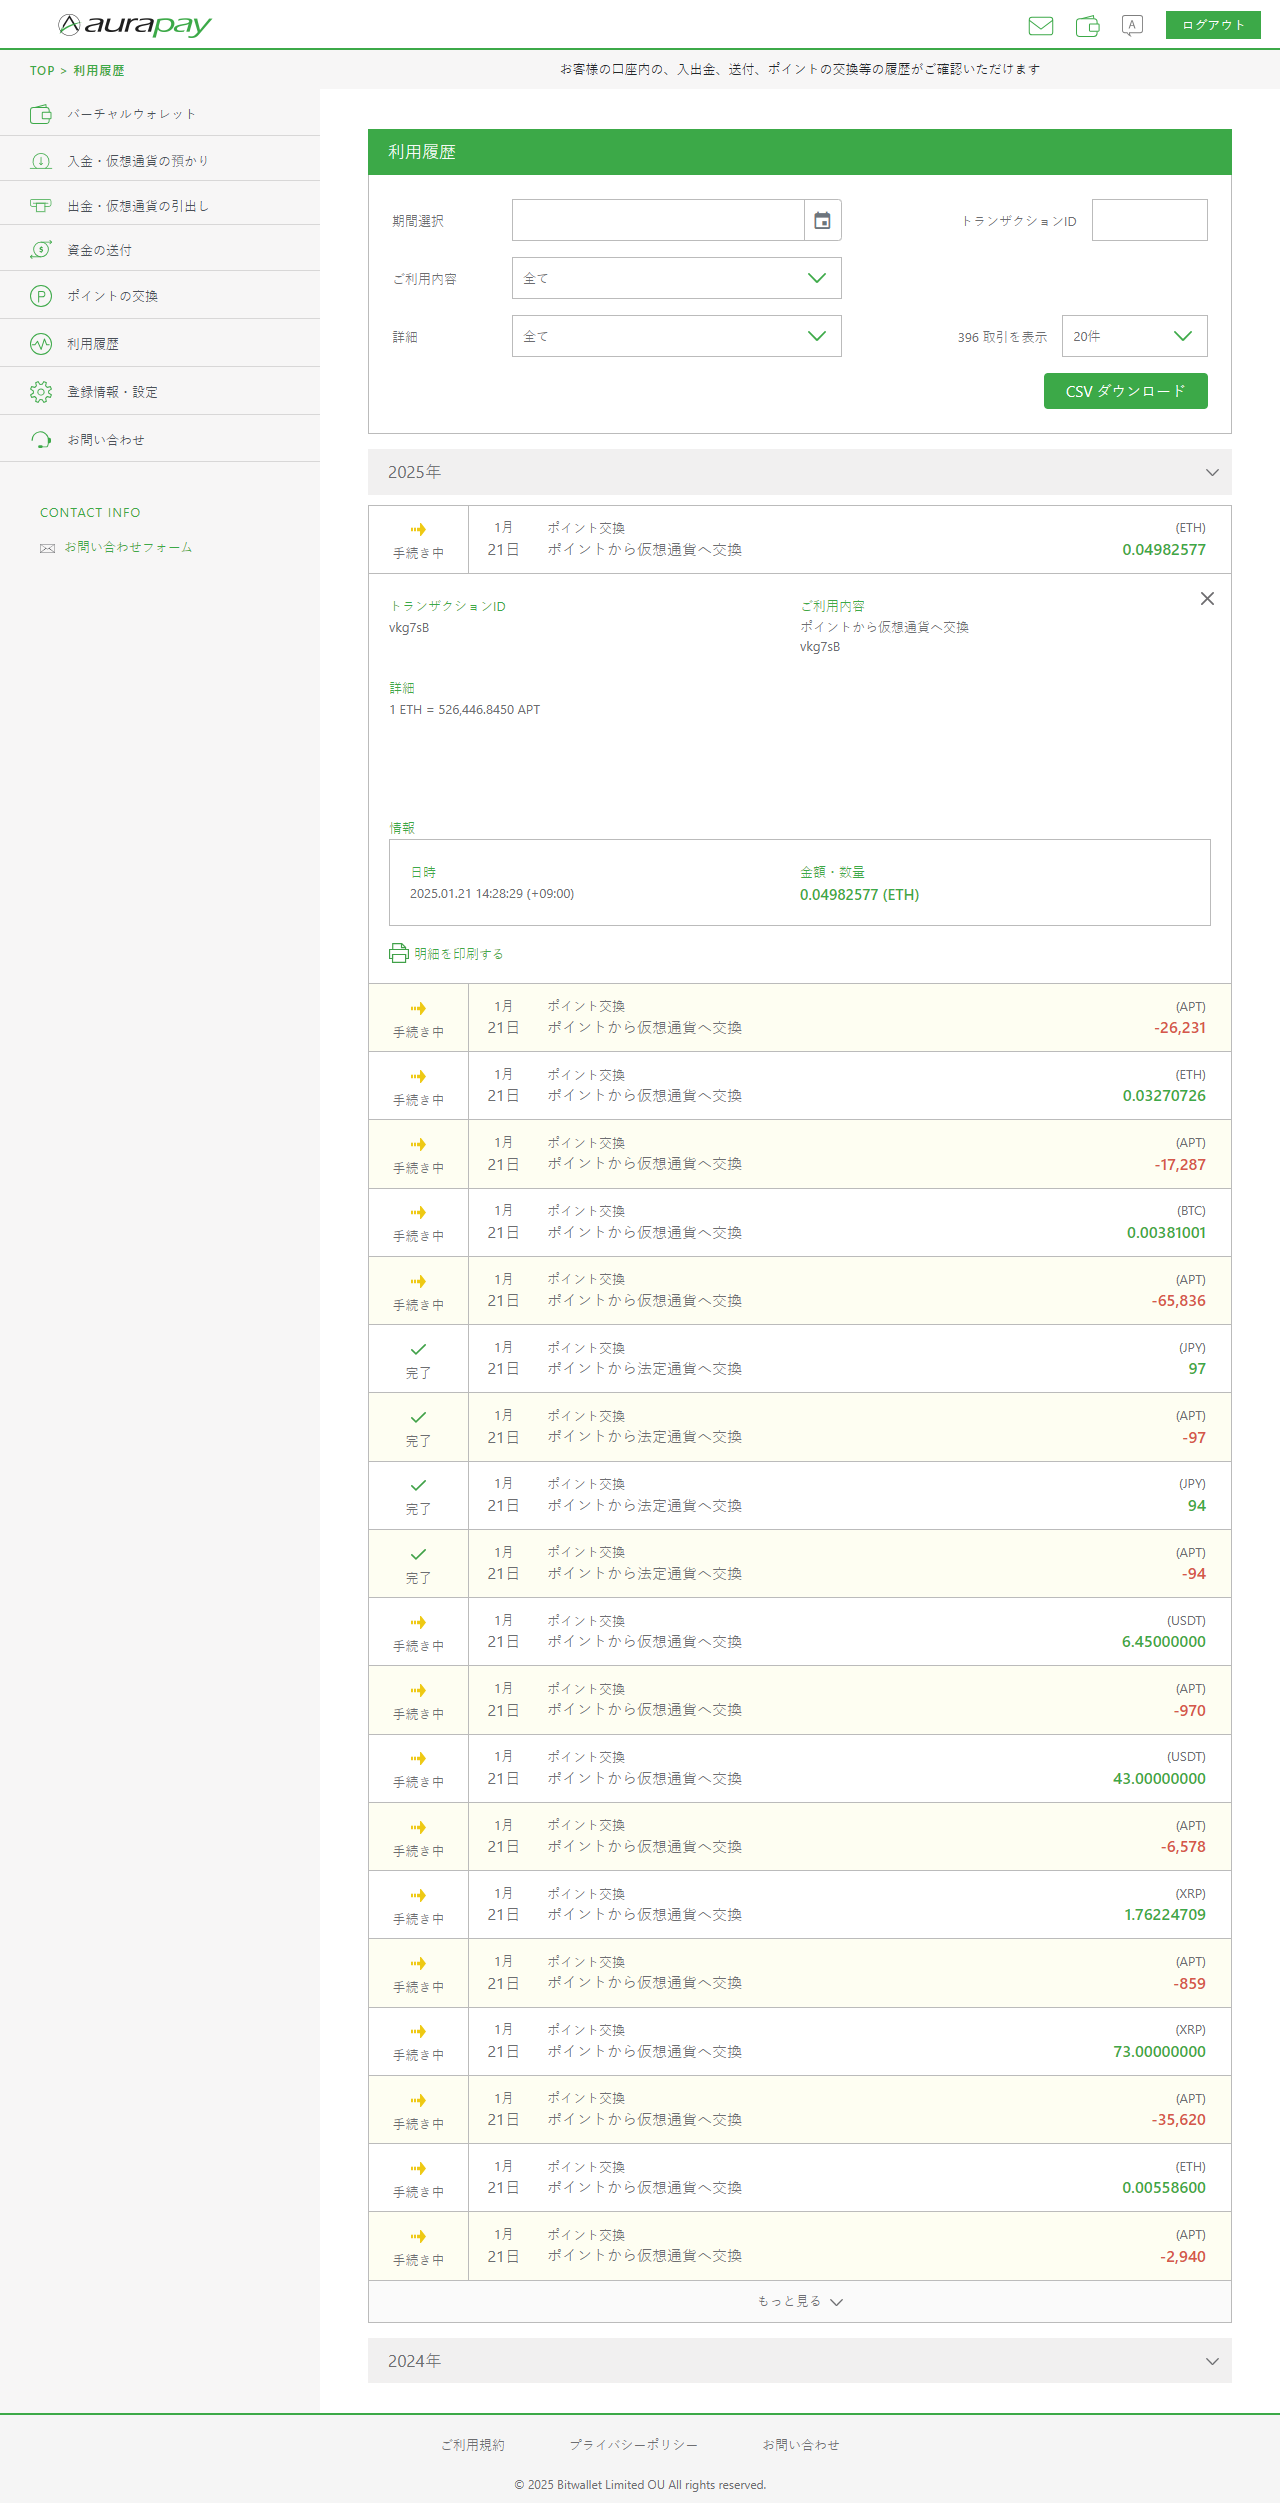 aurapay
A
ログアウト
TOP > 利用履歴
お客様の口座内の、入出金、送付、ポイントの交換等の履歴がご確認いただけます
バーチャルウォレット
入金・仮想通貨の預かり
出金・仮想通貨の引出し
資金の送付
ポイントの交換
利用履歴
登録情報・設定
お問い合わせ
CONTACT INFO
お問い合わせフォーム
利用履歴
期間選択
トランザクションID
ご利用内容
全て
詳細
全て
396 取引を表示
20件
CSV ダウンロード
2025年
手続き中
1月
21日
ポイント交換
ポイントから仮想通貨へ交換
(ETH)
0.04982577
トランザクションID
vkg7sB
ご利用内容
ポイントから仮想通貨へ交換
vkg7sB
詳細
1 ETH = 526,446.8450 APT
情報
日時
2025.01.21 14:28:29 (+09:00)
金額・数量
0.04982577 (ETH)
明細を印刷する
手続き中
1月
21日
ポイント交換
ポイントから仮想通貨へ交換
(APT)
-26,231
手続き中
1月
21日
ポイント交換
ポイントから仮想通貨へ交換
(ETH)
0.03270726
手続き中
1月
21日
ポイント交換
ポイントから仮想通貨へ交換
(APT)
-17,287
手続き中
1月
21日
ポイント交換
ポイントから仮想通貨へ交換
(BTC)
0.00381001
手続き中
1月
21日
ポイント交換
ポイントから仮想通貨へ交換
(APT)
-65,836
完了
1月
21日
ポイント交換
ポイントから法定通貨へ交換
(JPY)
97
完了
1月
21日
ポイント交換
ポイントから法定通貨へ交換
(APT)
-97
完了
1月
21日
ポイント交換
ポイントから法定通貨へ交換
(JPY)
94
完了
1月
21日
ポイント交換
ポイントから法定通貨へ交換
(APT)
-94
手続き中
1月
21日
ポイント交換
ポイントから仮想通貨へ交換
(USDT)
6.45000000
手続き中
1月
21日
ポイント交換
ポイントから仮想通貨へ交換
(APT)
-970
手続き中
1月
21日
ポイント交換
ポイントから仮想通貨へ交換
(USDT)
43.00000000
手続き中
1月
21日
ポイント交換
ポイントから仮想通貨へ交換
(APT)
-6,578
手続き中
1月
21日
ポイント交換
ポイントから仮想通貨へ交換
(XRP)
1.76224709
手続き中
1月
21日
ポイント交換
ポイントから仮想通貨へ交換
(APT)
-859
手続き中
1月
21日
ポイント交換
ポイントから仮想通貨へ交換
(XRP)
73.00000000
手続き中
1月
21日
ポイント交換
ポイントから仮想通貨へ交換
(APT)
-35,620
手続き中
1月
21日
ポイント交換
ポイントから仮想通貨へ交換
(ETH)
0.00558600
手続き中
1月
21日
ポイント交換
ポイントから仮想通貨へ交換
(APT)
-2,940
もっと見る
2024年
ご利用規約
プライバシーポリシー
お問い合わせ
© 2025 Bitwallet Limited OU All rights reserved.